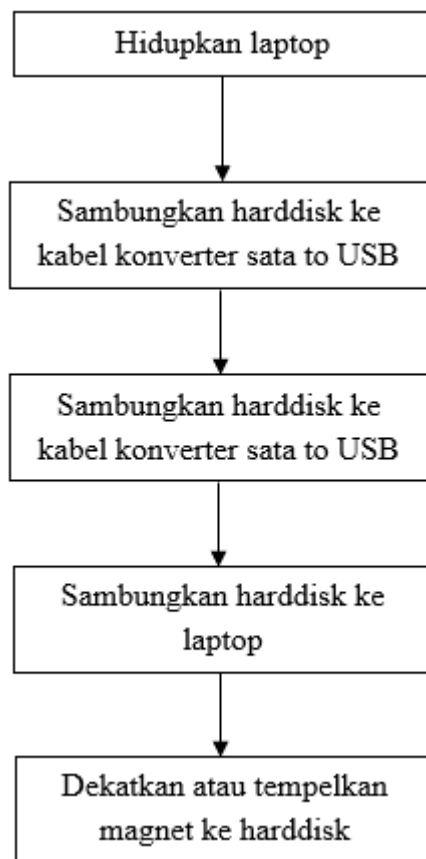 Hidupkan laptop
Sambungkan harddisk ke
kabel konverter sata to USB
Sambungkan harddisk ke
kabel konverter sata to USB
Sambungkan harddisk ke
laptop
Dekatkan atau tempelkan
magnet ke harddisk